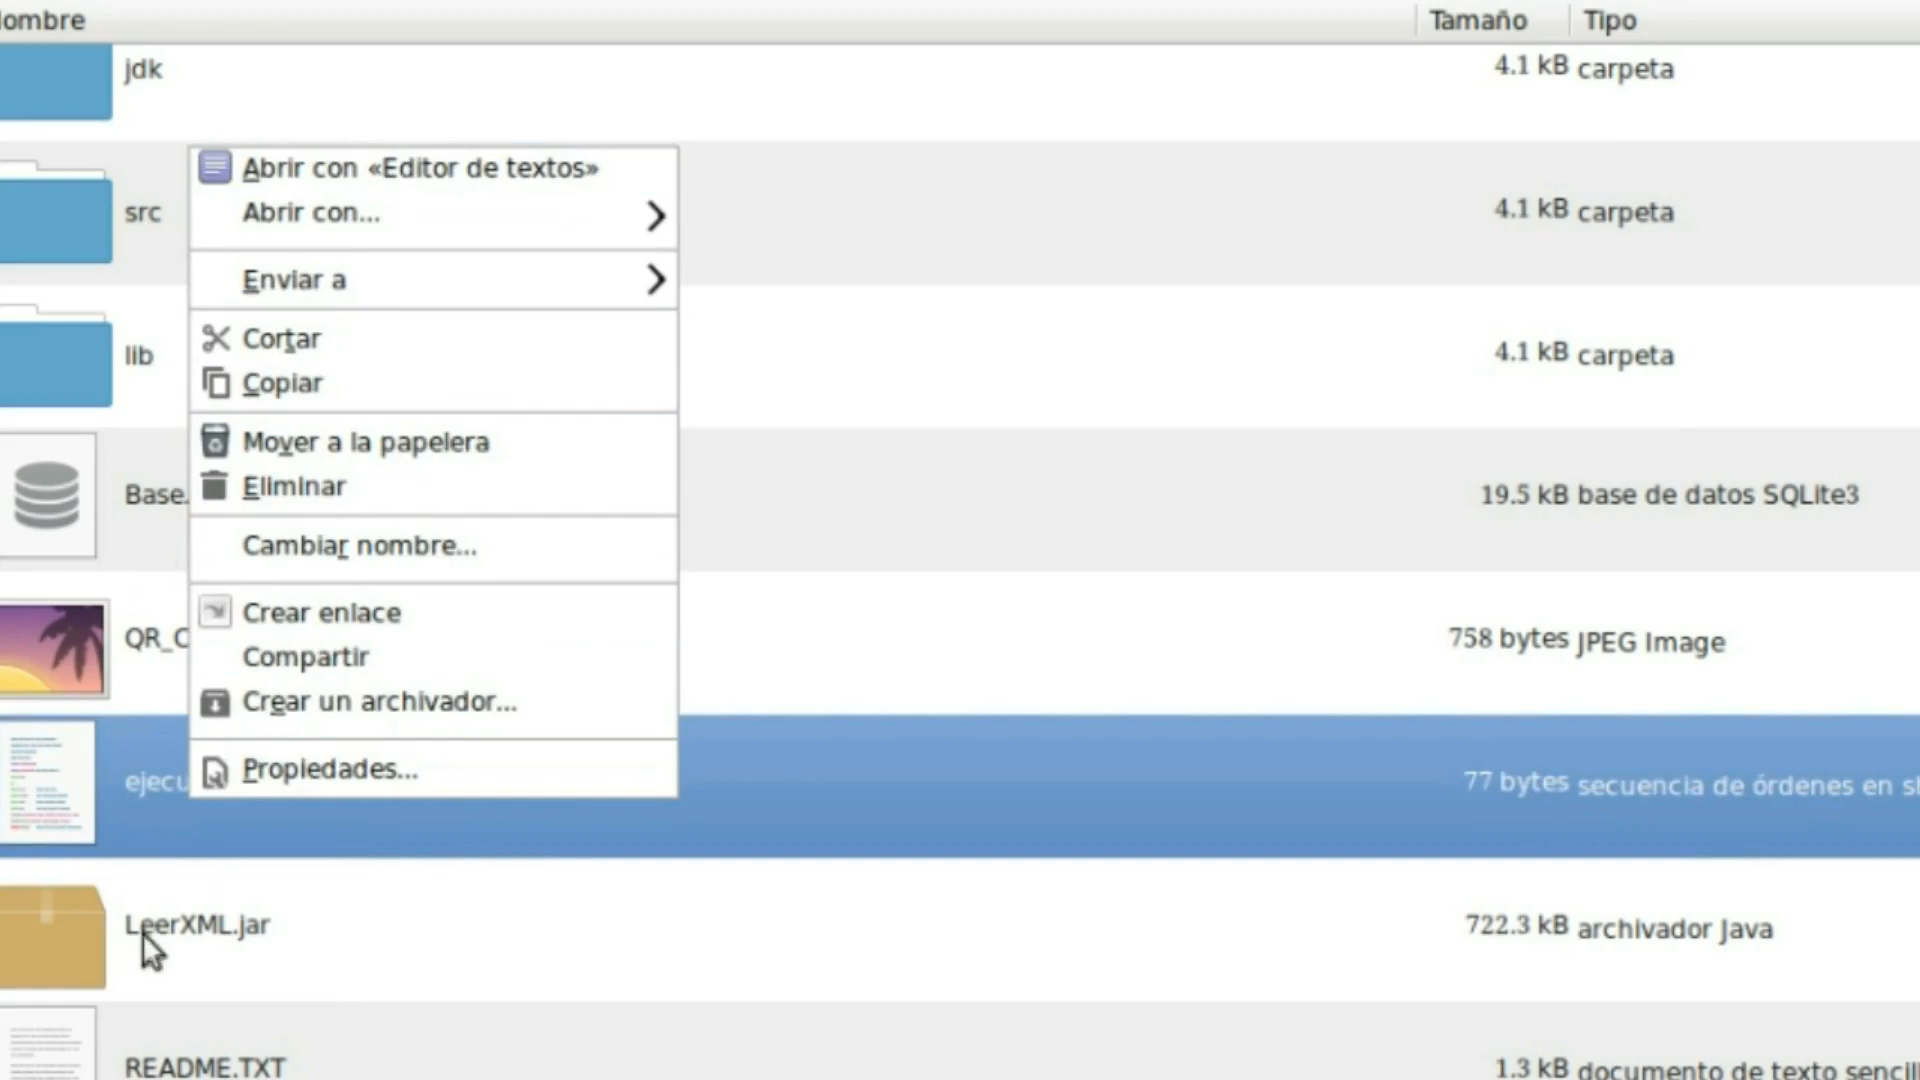 ombre Tamaño Tipo
jdk 4.1 kB carpeta
Abrir con «Editor de textos»
src Abrir con... 4.1 kB carpeta
Enviar a
Cortar
lib 4.1 kB carpeta
Copiar
Mover a la papelera
Eliminar
Base. 19.5 kB base de datos SQLite3
Cambiar nombre...
Crear enlace
QR_C 758 bytes JPEG Image
Compartir
Crear un archivador...
Propiedades...
ejecu 77 bytes secuencia de órdenes en sh
LeerXML.jar 722.3 kB archivador Java
README.TXT 1.3 kB documento de texto sencill